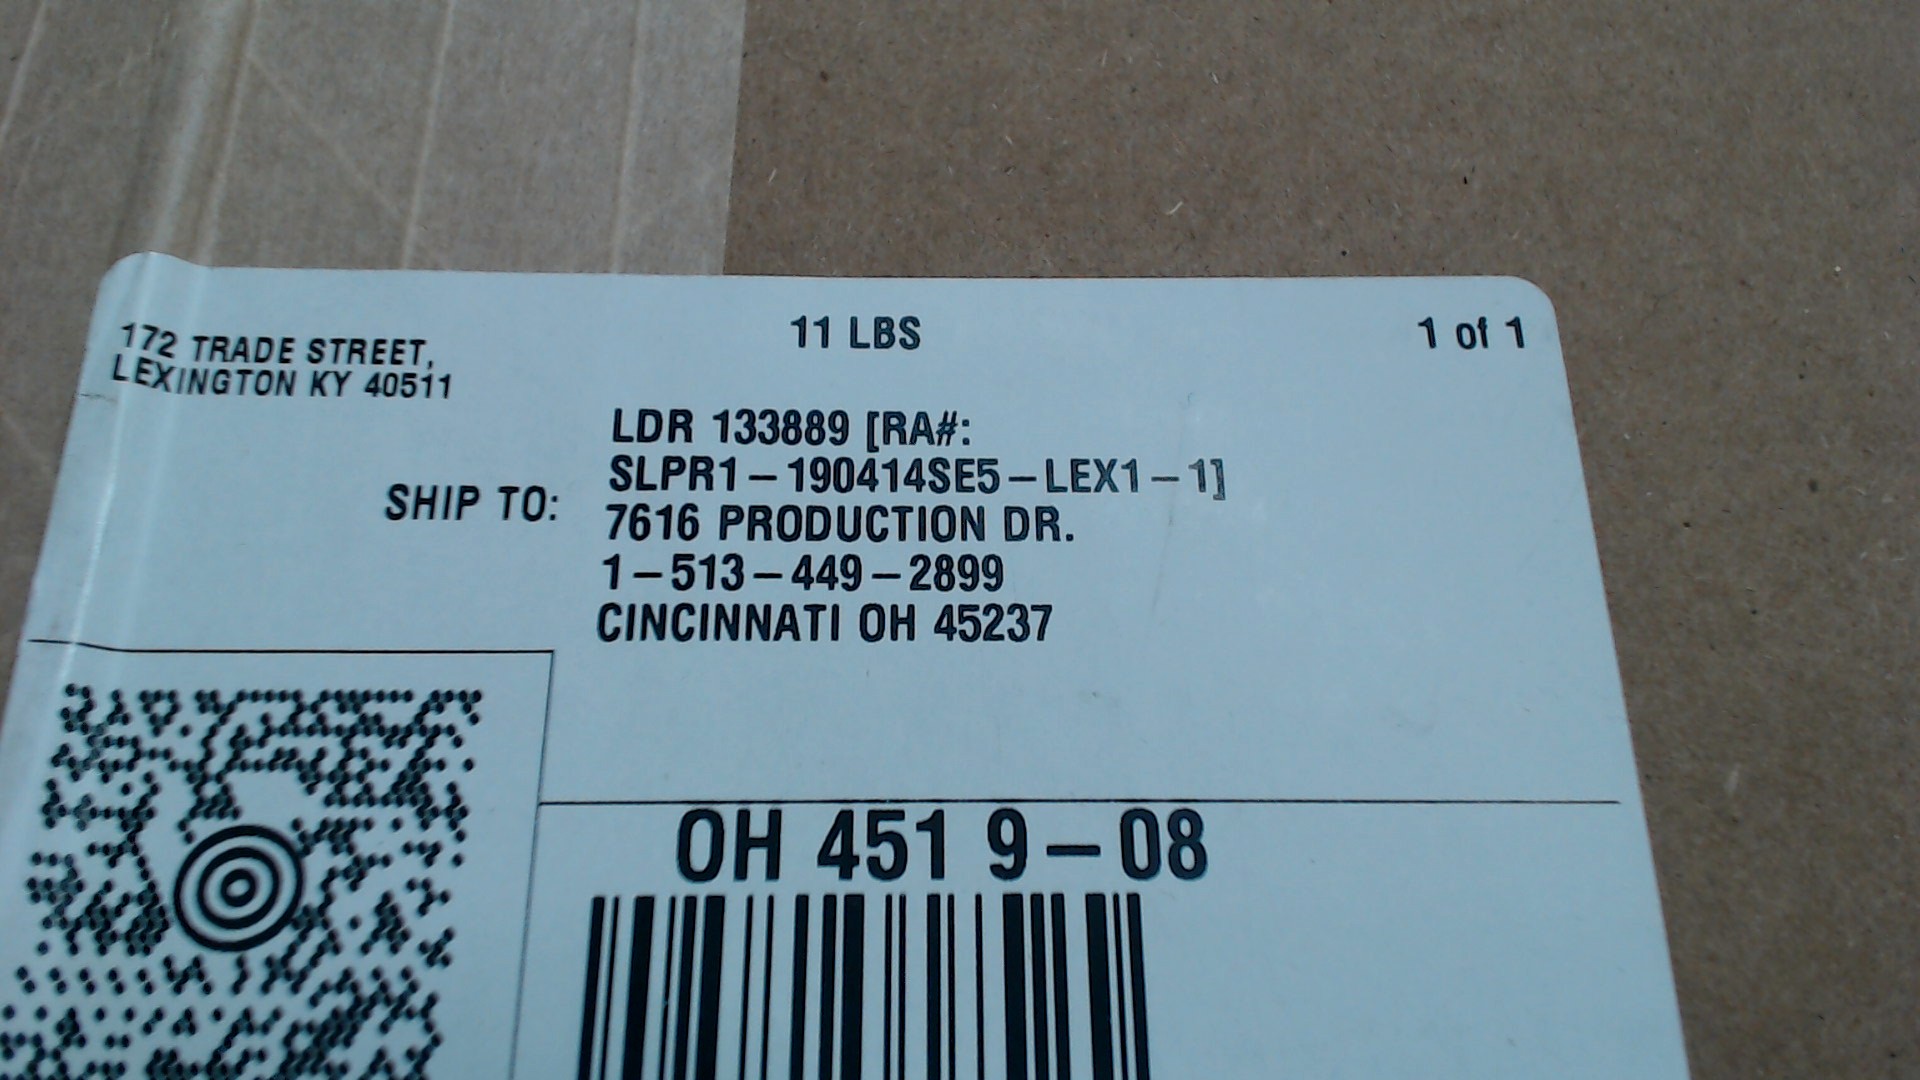 172 TRADE STREET,
LEXINGTON KY 40511
11 LBS
1 of 1
SHIP TO:
LDR 133889 [RA#:
SLPR1-190414SE5-LEX1-1]
7616 PRODUCTION DR.
1-513-449-2899
CINCINNATI OH 45237
OH 451 9-08